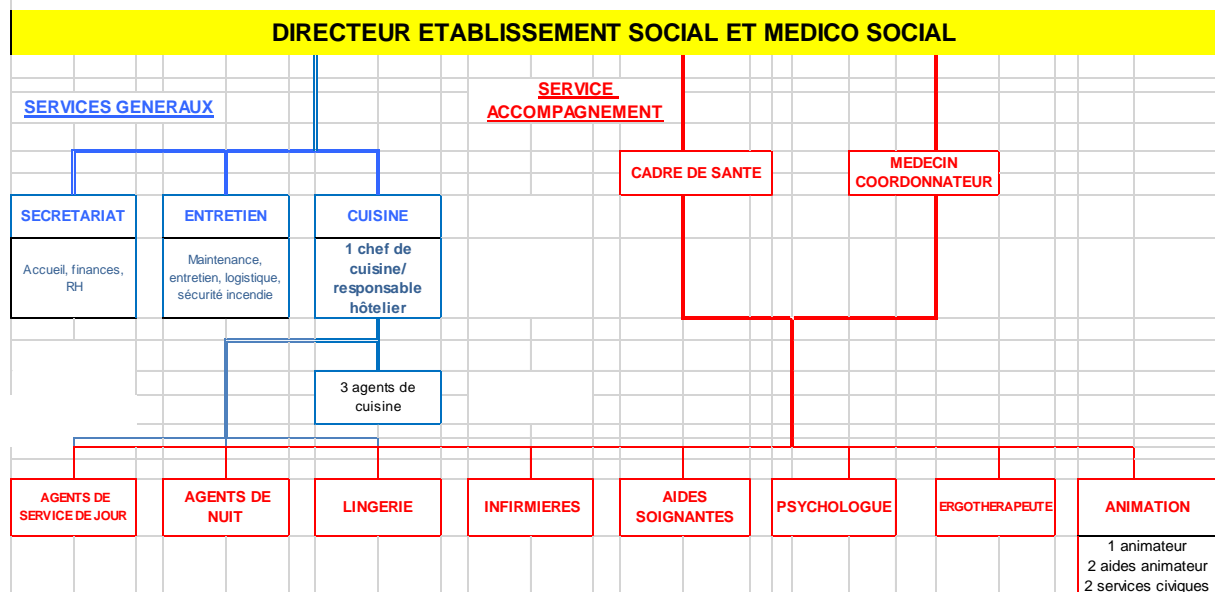 DIRECTEUR ETABLISSEMENT SOCIAL ET MEDICO SOCIAL
SERVICES GENERAUX
SERVICE
ACCOMPAGNEMENT
CADRE DE SANTE
MEDECIN
COORDONNATEUR
SECRETARIAT
ENTRETIEN
CUISINE
Accueil, finances,
RH
Maintenance,
entretien, logistique,
sécurité incendie
1 chef de
cuisine/
responsable
hôtelier
3 agents de
cuisine
AGENTS DE
SERVICE DE JOUR
AGENTS DE
NUIT
LINGERIE
INFIRMIERES
AIDES
SOIGNANTES
PSYCHOLOGUE
ERGOTHERAPEUTE
ANIMATION
1 animateur
2 aides animateur
2 services civiques